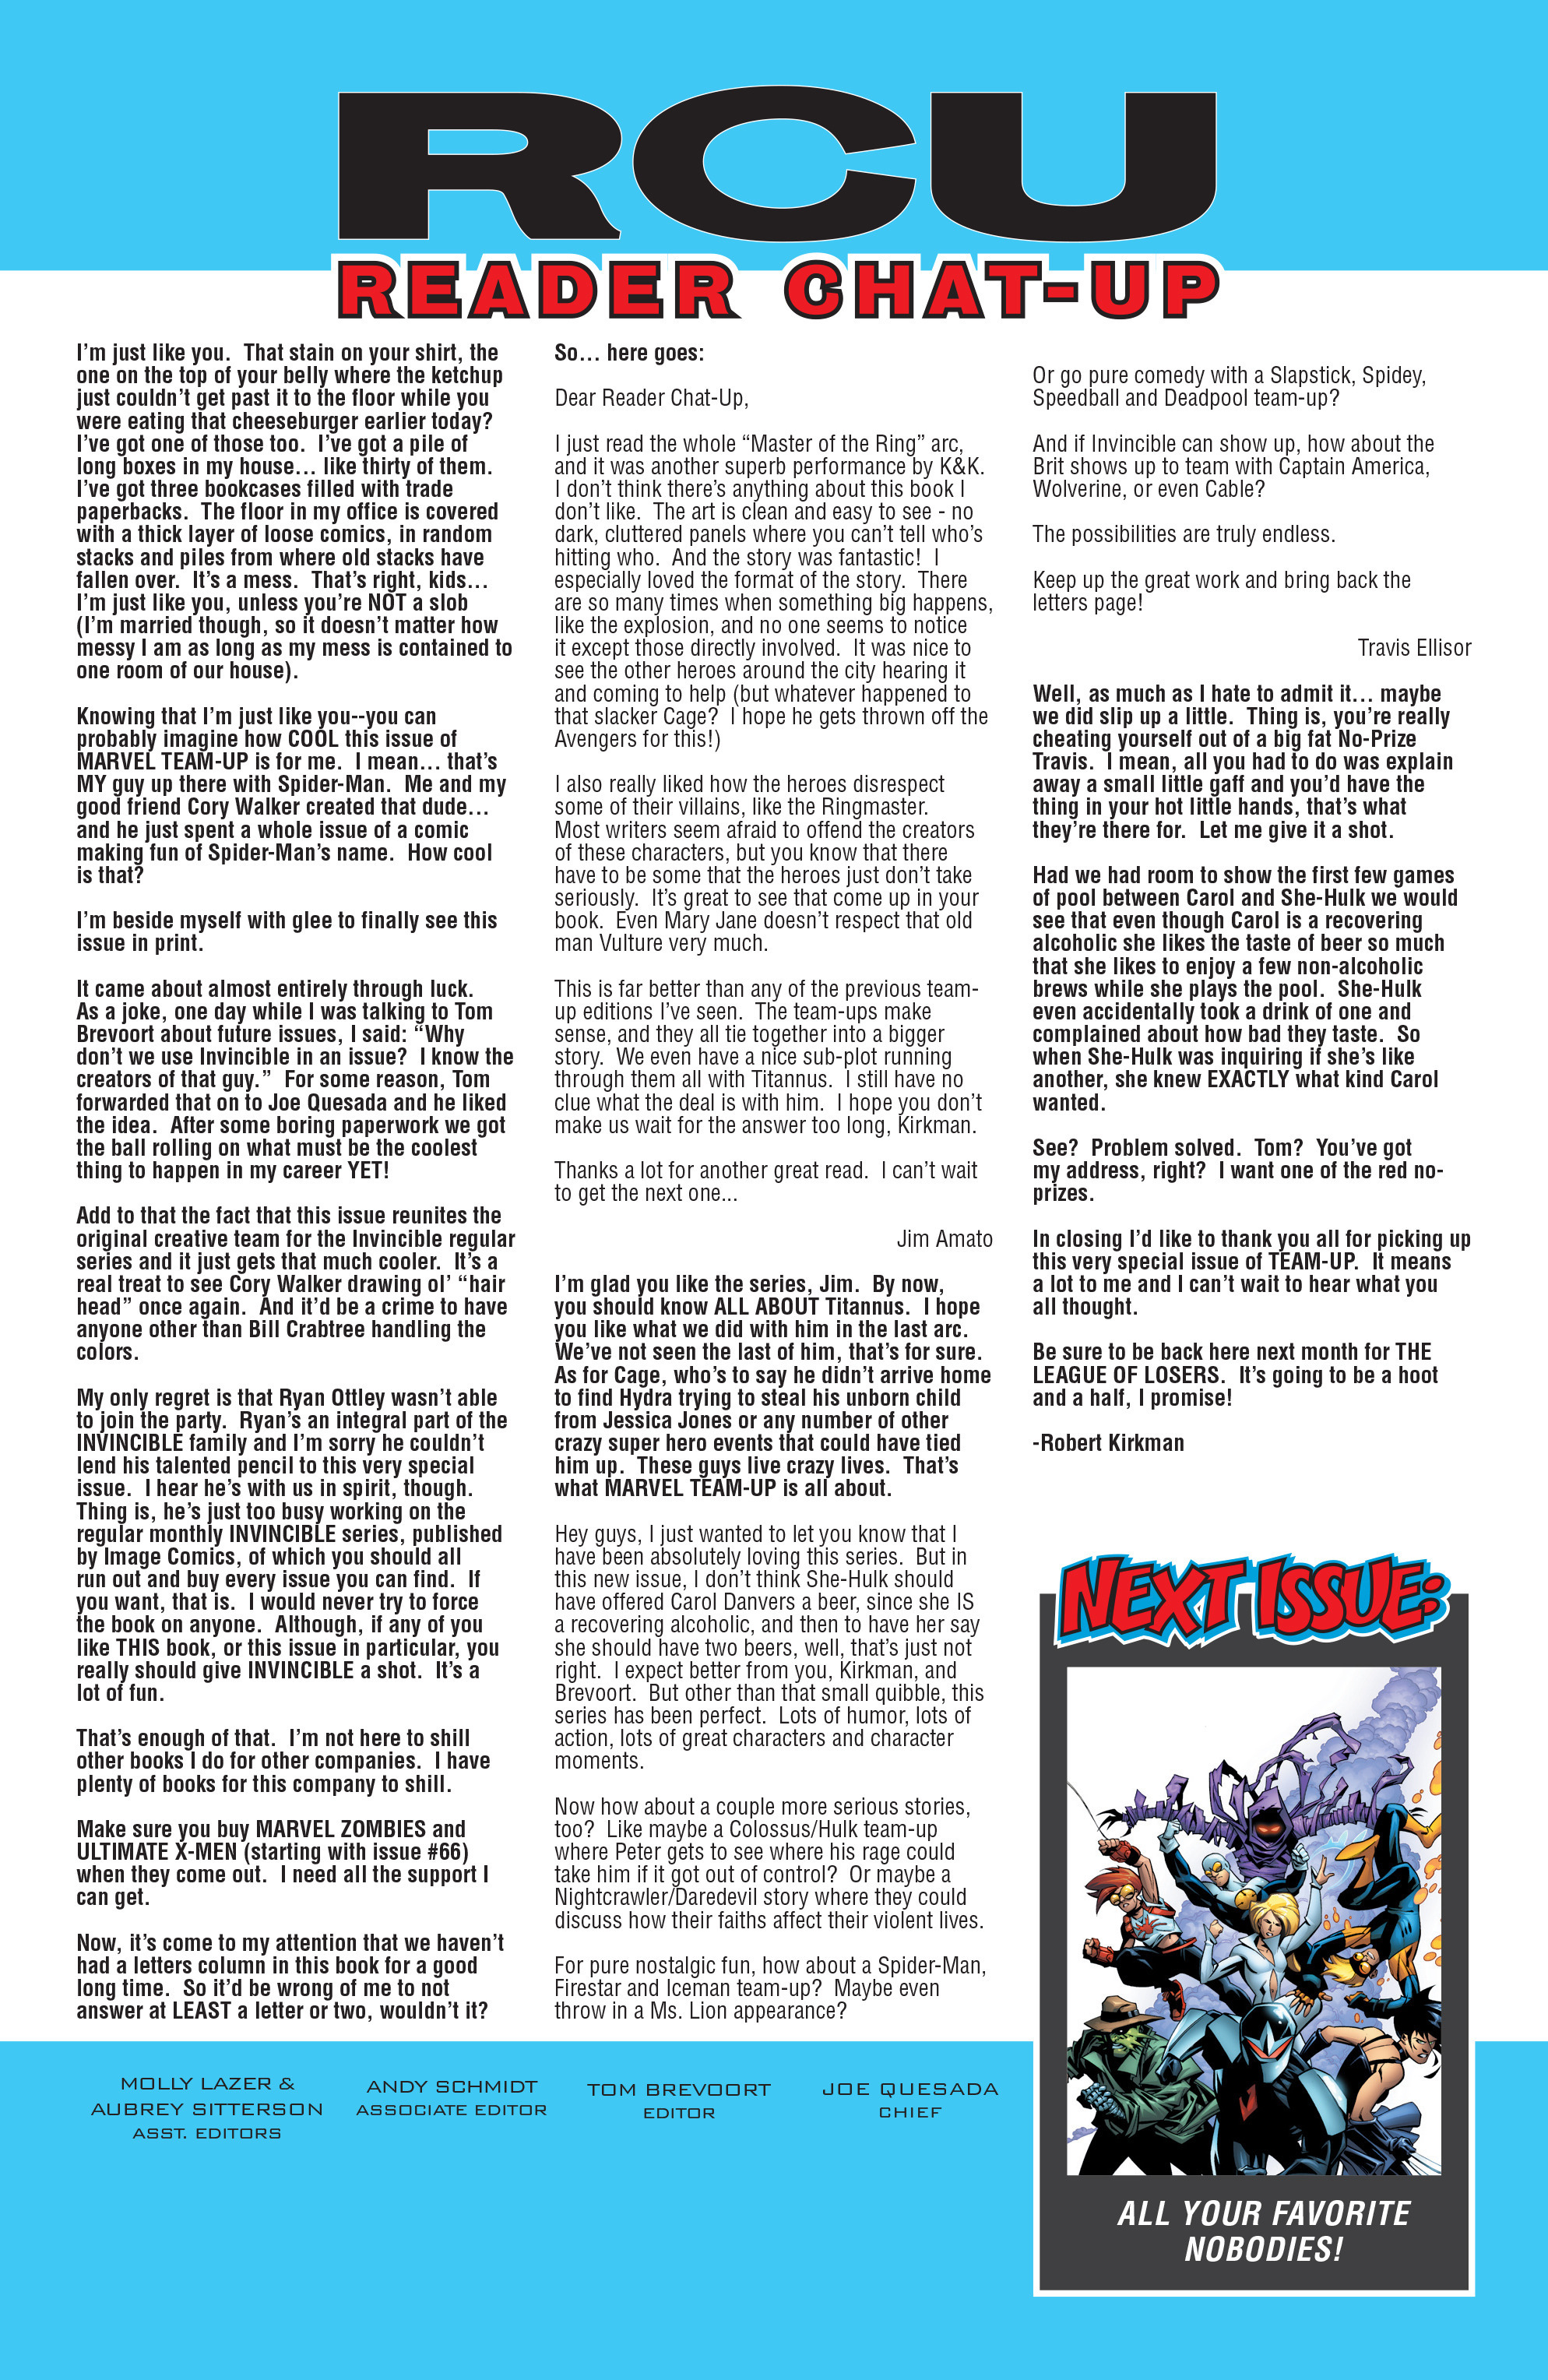 RCU
READER CHAT-UP
I'm just like you.  That stain on your shirt, the
one on the top of your belly where the ketchup
just couldn't get past it to the floor while you
were eating that cheeseburger earlier today?
I've got one of those too.  I've got a pile of
long boxes in my house... like thirty of them.
I've got three bookcases filled with trade
paperbacks.  The floor in my office is covered
with a thick layer of loose comics, in random
stacks and piles from where old stacks have
fallen over.  It's a mess.  That's right, kids...
I'm just like you, unless you're NOT a slob
(I'm married though, so it doesn't matter how
messy I am as long as my mess is contained to
one room of our house).
Knowing that I'm just like you--you can
probably imagine how COOL this issue of
MARVEL TEAM-UP is for me.  I mean... that's
MY guy up there with Spider-Man.  Me and my
good friend Cory Walker created that dude...
and he just spent a whole issue of a comic
making fun of Spider-Man's name.  How cool
is that?
I'm beside myself with glee to finally see this
issue in print.
It came about almost entirely through luck.
As a joke, one day while I was talking to Tom
Brevoort about future issues, I said: “Why
don't we use Invincible in an issue?  I know the
creators of that guy.”  For some reason, Tom
forwarded that on to Joe Quesada and he liked
the idea.  After some boring paperwork we got
the ball rolling on what must be the coolest
thing to happen in my career YET!
Add to that the fact that this issue reunites the
original creative team for the Invincible regular
series and it just gets that much cooler.  It's a
real treat to see Cory Walker drawing ol' “hair
head” once again.  And it'd be a crime to have
anyone other than Bill Crabtree handling the
colors.
My only regret is that Ryan Ottley wasn't able
to join the party.  Ryan's an integral part of the
INVINCIBLE family and I'm sorry he couldn't
lend his talented pencil to this very special
issue.  I hear he's with us in spirit, though.
Thing is, he's just too busy working on the
regular monthly INVINCIBLE series, published
by Image Comics, of which you should all
run out and buy every issue you can find.  If
you want, that is.  I would never try to force
the book on anyone.  Although, if any of you
like THIS book, or this issue in particular, you
really should give INVINCIBLE a shot.  It's a
lot of fun.
That's enough of that.  I'm not here to shill
other books I do for other companies.  I have
plenty of books for this company to shill.
Make sure you buy MARVEL ZOMBIES and
ULTIMATE X-MEN (starting with issue #66)
when they come out.  I need all the support I
can get.
Now, it's come to my attention that we haven't
had a letters column in this book for a good
long time.  So it'd be wrong of me to not
answer at LEAST a letter or two, wouldn't it?
So... here goes:
Dear Reader Chat-Up,
I just read the whole “Master of the Ring” arc,
and it was another superb performance by K&K.
I don't think there's anything about this book I
don't like.  The art is clean and easy to see - no
dark, cluttered panels where you can't tell who's
hitting who.  And the story was fantastic!  I
especially loved the format of the story.  There
are so many times when something big happens,
like the explosion, and no one seems to notice
it except those directly involved.  It was nice to
see the other heroes around the city hearing it
and coming to help (but whatever happened to
that slacker Cage?  I hope he gets thrown off the
Avengers for this!)
I also really liked how the heroes disrespect
some of their villains, like the Ringmaster.
Most writers seem afraid to offend the creators
of these characters, but you know that there
have to be some that the heroes just don't take
seriously.  It's great to see that come up in your
book.  Even Mary Jane doesn't respect that old
man Vulture very much.
This is far better than any of the previous team-
up editions I've seen.  The team-ups make
sense, and they all tie together into a bigger
story.  We even have a nice sub-plot running
through them all with Titannus.  I still have no
clue what the deal is with him.  I hope you don't
make us wait for the answer too long, Kirkman.
Thanks a lot for another great read.  I can't wait
to get the next one...
Jim Amato
I'm glad you like the series, Jim.  By now,
you should know ALL ABOUT Titannus.  I hope
you like what we did with him in the last arc.
We've not seen the last of him, that's for sure.
As for Cage, who's to say he didn't arrive home
to find Hydra trying to steal his unborn child
from Jessica Jones or any number of other
crazy super hero events that could have tied
him up.  These guys live crazy lives.  That's
what MARVEL TEAM-UP is all about.
Hey guys, I just wanted to let you know that I
have been absolutely loving this series.  But in
this new issue, I don't think She-Hulk should
have offered Carol Danvers a beer, since she IS
a recovering alcoholic, and then to have her say
she should have two beers, well, that's just not
right.  I expect better from you, Kirkman, and
Brevoort.  But other than that small quibble, this
series has been perfect.  Lots of humor, lots of
action, lots of great characters and character
moments.
Now how about a couple more serious stories,
too?  Like maybe a Colossus/Hulk team-up
where Peter gets to see where his rage could
take him if it got out of control?  Or maybe a
Nightcrawler/Daredevil story where they could
discuss how their faiths affect their violent lives.
For pure nostalgic fun, how about a Spider-Man,
Firestar and Iceman team-up?  Maybe even
throw in a Ms. Lion appearance?
Or go pure comedy with a Slapstick, Spidey,
Speedball and Deadpool team-up?
And if Invincible can show up, how about the
Brit shows up to team with Captain America,
Wolverine, or even Cable?
The possibilities are truly endless.
Keep up the great work and bring back the
letters page!
Travis Ellisor
Well, as much as I hate to admit it... maybe
we did slip up a little.  Thing is, you're really
cheating yourself out of a big fat No-Prize
Travis.  I mean, all you had to do was explain
away a small little gaff and you'd have the
thing in your hot little hands, that's what
they're there for.  Let me give it a shot.
Had we had room to show the first few games
of pool between Carol and She-Hulk we would
see that even though Carol is a recovering
alcoholic she likes the taste of beer so much
that she likes to enjoy a few non-alcoholic
brews while she plays the pool.  She-Hulk
even accidentally took a drink of one and
complained about how bad they taste.  So
when She-Hulk was inquiring if she's like
another, she knew EXACTLY what kind Carol
wanted.
See?  Problem solved.  Tom?  You've got
my address, right?  I want one of the red no-
prizes.
In closing I'd like to thank you all for picking up
this very special issue of TEAM-UP.  It means
a lot to me and I can't wait to hear what you
all thought.
Be sure to be back here next month for THE
LEAGUE OF LOSERS.  It's going to be a hoot
and a half, I promise!
-Robert Kirkman
NEXT ISSUE:
ALL YOUR FAVORITE
NOBODIES!
MOLLY LAZER &
AUBREY SITTERSON
ASST. EDITORS
ANDY SCHMIDT
ASSOCIATE EDITOR
TOM BREVOORT
EDITOR
JOE QUESADA
CHIEF